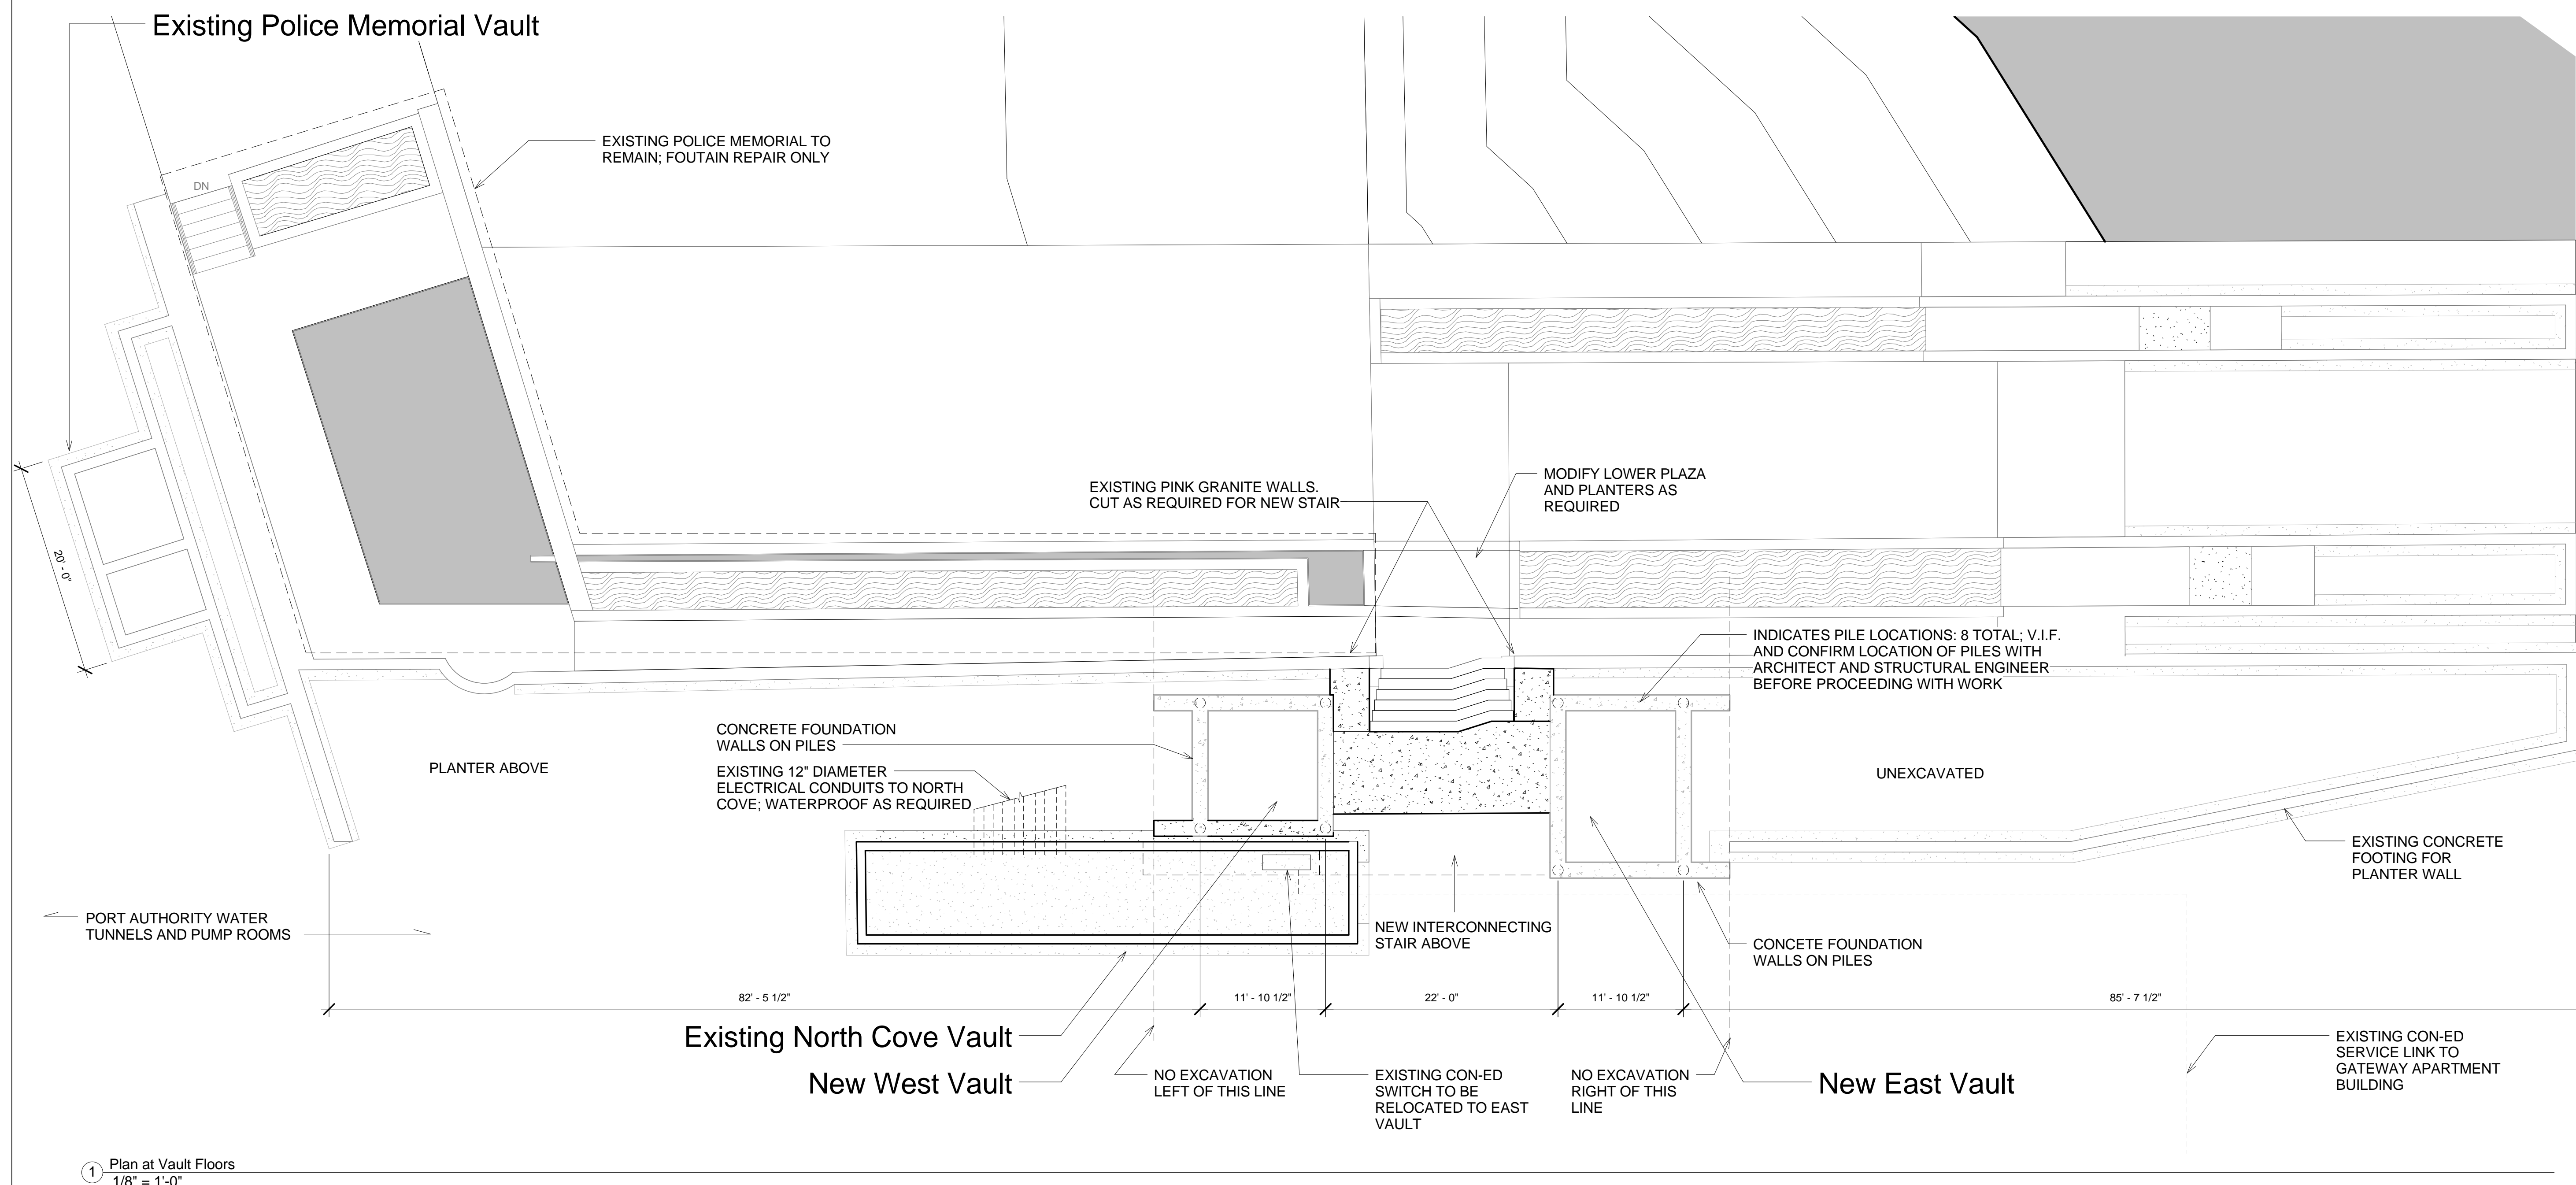 Existing Police Memorial Vault
EXISTING POLICE MEMORIAL TO
REMAIN; FOUTAIN REPAIR ONLY
DN
EXISTING PINK GRANITE WALLS.
CUT AS REQUIRED FOR NEW STAIR
MODIFY LOWER PLAZA
AND PLANTERS AS
REQUIRED
20' - 0"
INDICATES PILE LOCATIONS: 8 TOTAL; V.I.F.
AND CONFIRM LOCATION OF PILES WITH
ARCHITECT AND STRUCTURAL ENGINEER
BEFORE PROCEEDING WITH WORK
CONCRETE FOUNDATION
WALLS ON PILES
PLANTER ABOVE
EXISTING 12" DIAMETER
ELECTRICAL CONDUITS TO NORTH
COVE; WATERPROOF AS REQUIRED
UNEXCAVATED
EXISTING CONCRETE
FOOTING FOR
PLANTER WALL
PORT AUTHORITY WATER
TUNNELS AND PUMP ROOMS
NEW INTERCONNECTING
STAIR ABOVE
CONCETE FOUNDATION
WALLS ON PILES
82' - 5 1/2"
11' - 10 1/2"
22' - 0"
11' - 10 1/2"
85' - 7 1/2"
Existing North Cove Vault
New West Vault
NO EXCAVATION
LEFT OF THIS LINE
EXISTING CON-ED
SWITCH TO BE
RELOCATED TO EAST
VAULT
NO EXCAVATION
RIGHT OF THIS
LINE
New East Vault
EXISTING CON-ED
SERVICE LINK TO
GATEWAY APARTMENT
BUILDING
1
Plan at Vault Floors
1/8" = 1'-0"